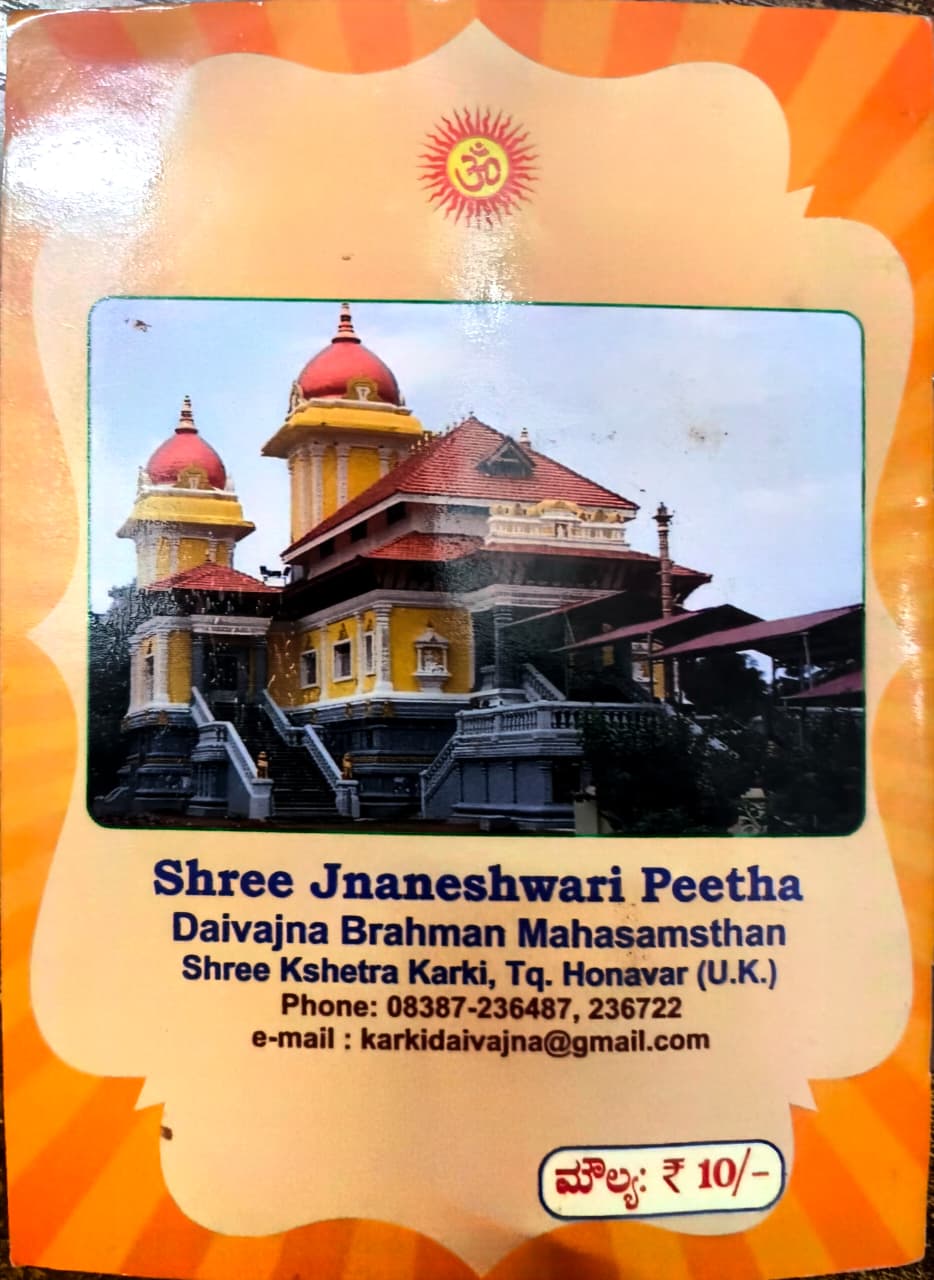 ॐ
Shree Jnaneshwari Peetha
Daivajna Brahman Mahasamsthan
Shree Kshetra Karki, Tq. Honavar (U.K.)
Phone: 08387-236487, 236722
e-mail : karkidaivajna@gmail.com
ಮೌಲ್ಯ: ₹ 10/-